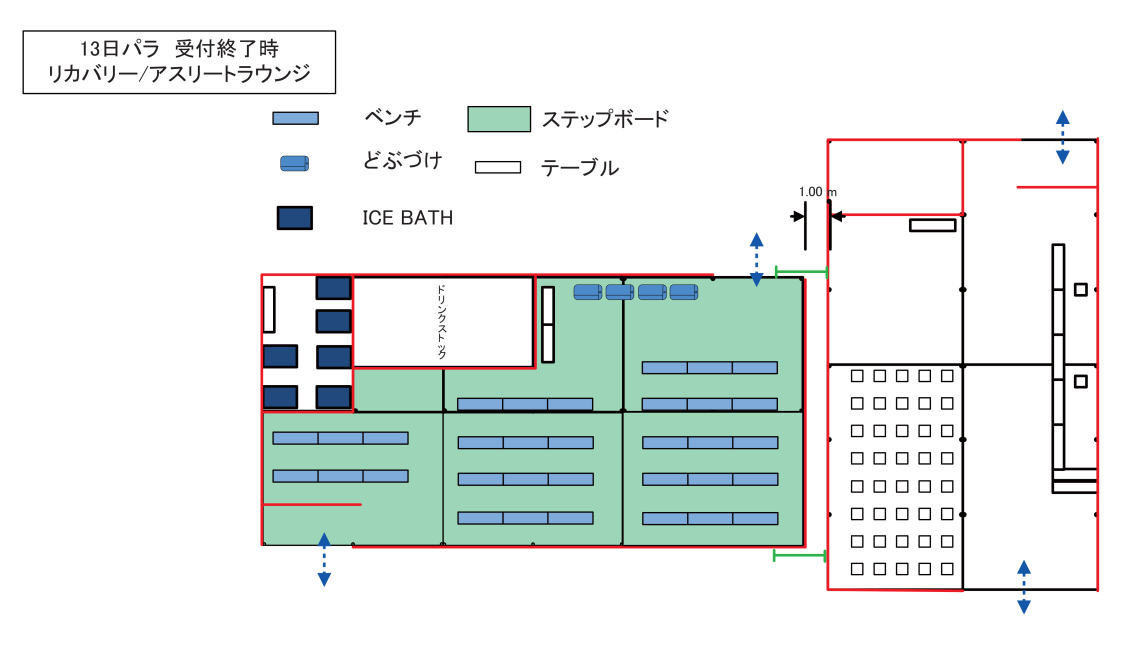 13日パラ 受付終了時
リカバリー/アスリートラウンジ
ベンチ
ステップボード
どぶづけ
テーブル
ICE BATH
1.00 m
ドリンクストック